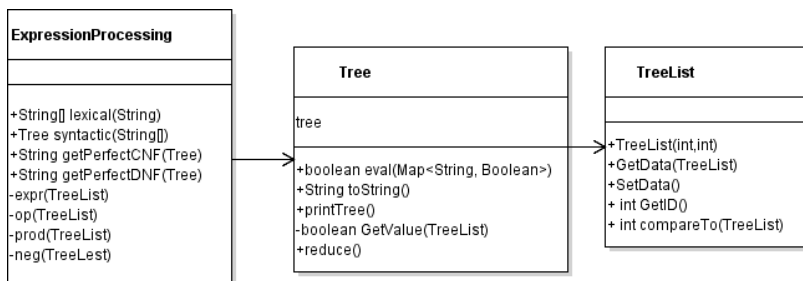 ExpressionProcessing
+String[] lexical(String)
+Tree syntactic(String[])
+String getPerfectCNF(Tree)
+String getPerfectDNF(Tree)
-expr(TreeList)
-op(TreeList)
-prod(TreeList)
-neg(TreeLest)
Tree
tree
+boolean eval(Map<String, Boolean>)
+String toString()
+printTree()
-boolean GetValue(TreeList)
+reduce()
TreeList
+TreeList(int,int)
+GetData(TreeList)
+SetData()
+ int GetID()
+ int compareTo(TreeList)